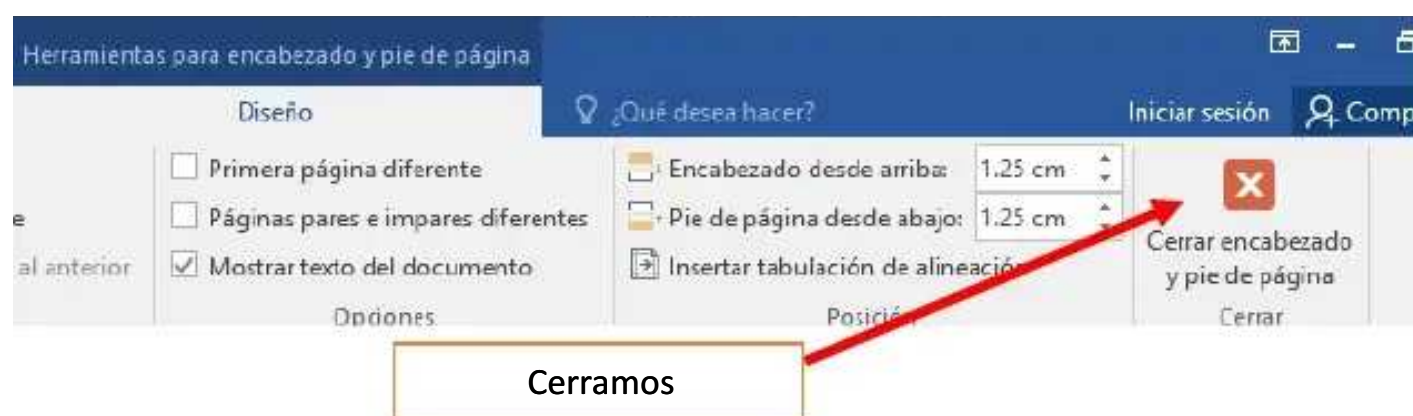 Herramientas para encabezado y pie de página
Diseño
¿Qué desea hacer?
Iniciar sesión
Comp
Primera página diferente
Encabezado desde arriba: 1.25 cm
e
Páginas pares e impares diferentes
Pie de página desde abajo: 1.25 cm
al anterior
Mostrar texto del documento
Insertar tabulación de alineación
Cerrar encabezado
y pie de página
Opciones
Posición
Cerrar
Cerramos